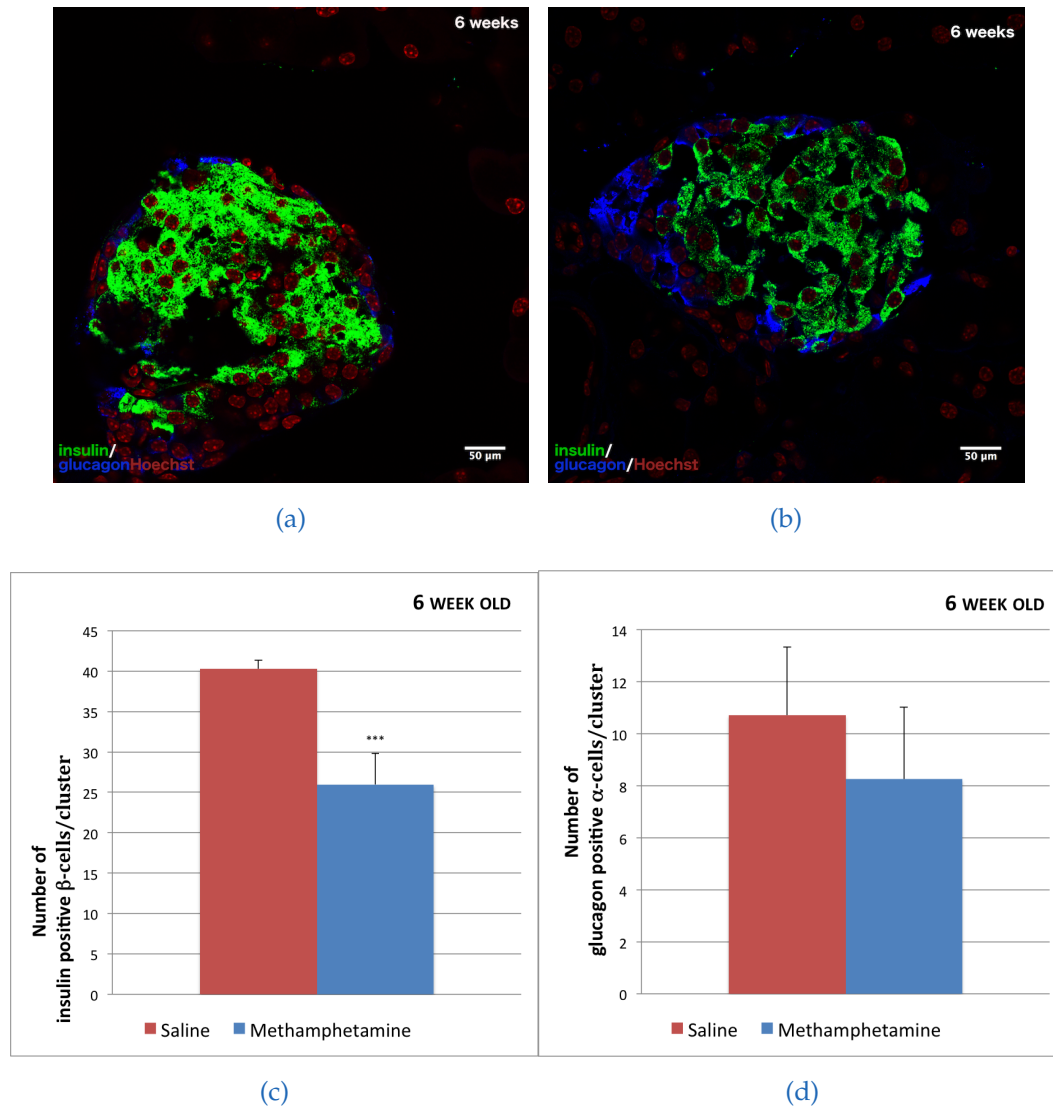 6 weeks
insulin/
glucagonHoechst
50 µm
(a)
6 weeks
insulin/
glucagon/Hoechst
50 µm
(b)
6 WEEK OLD
Number of
insulin positive β-cells/cluster
45
40
35
30
25
20
15
10
5
0
***
Saline Methamphetamine
(c)
6 WEEK OLD
Number of
glucagon positive α-cells/cluster
14
12
10
8
6
4
2
0
Saline Methamphetamine
(d)